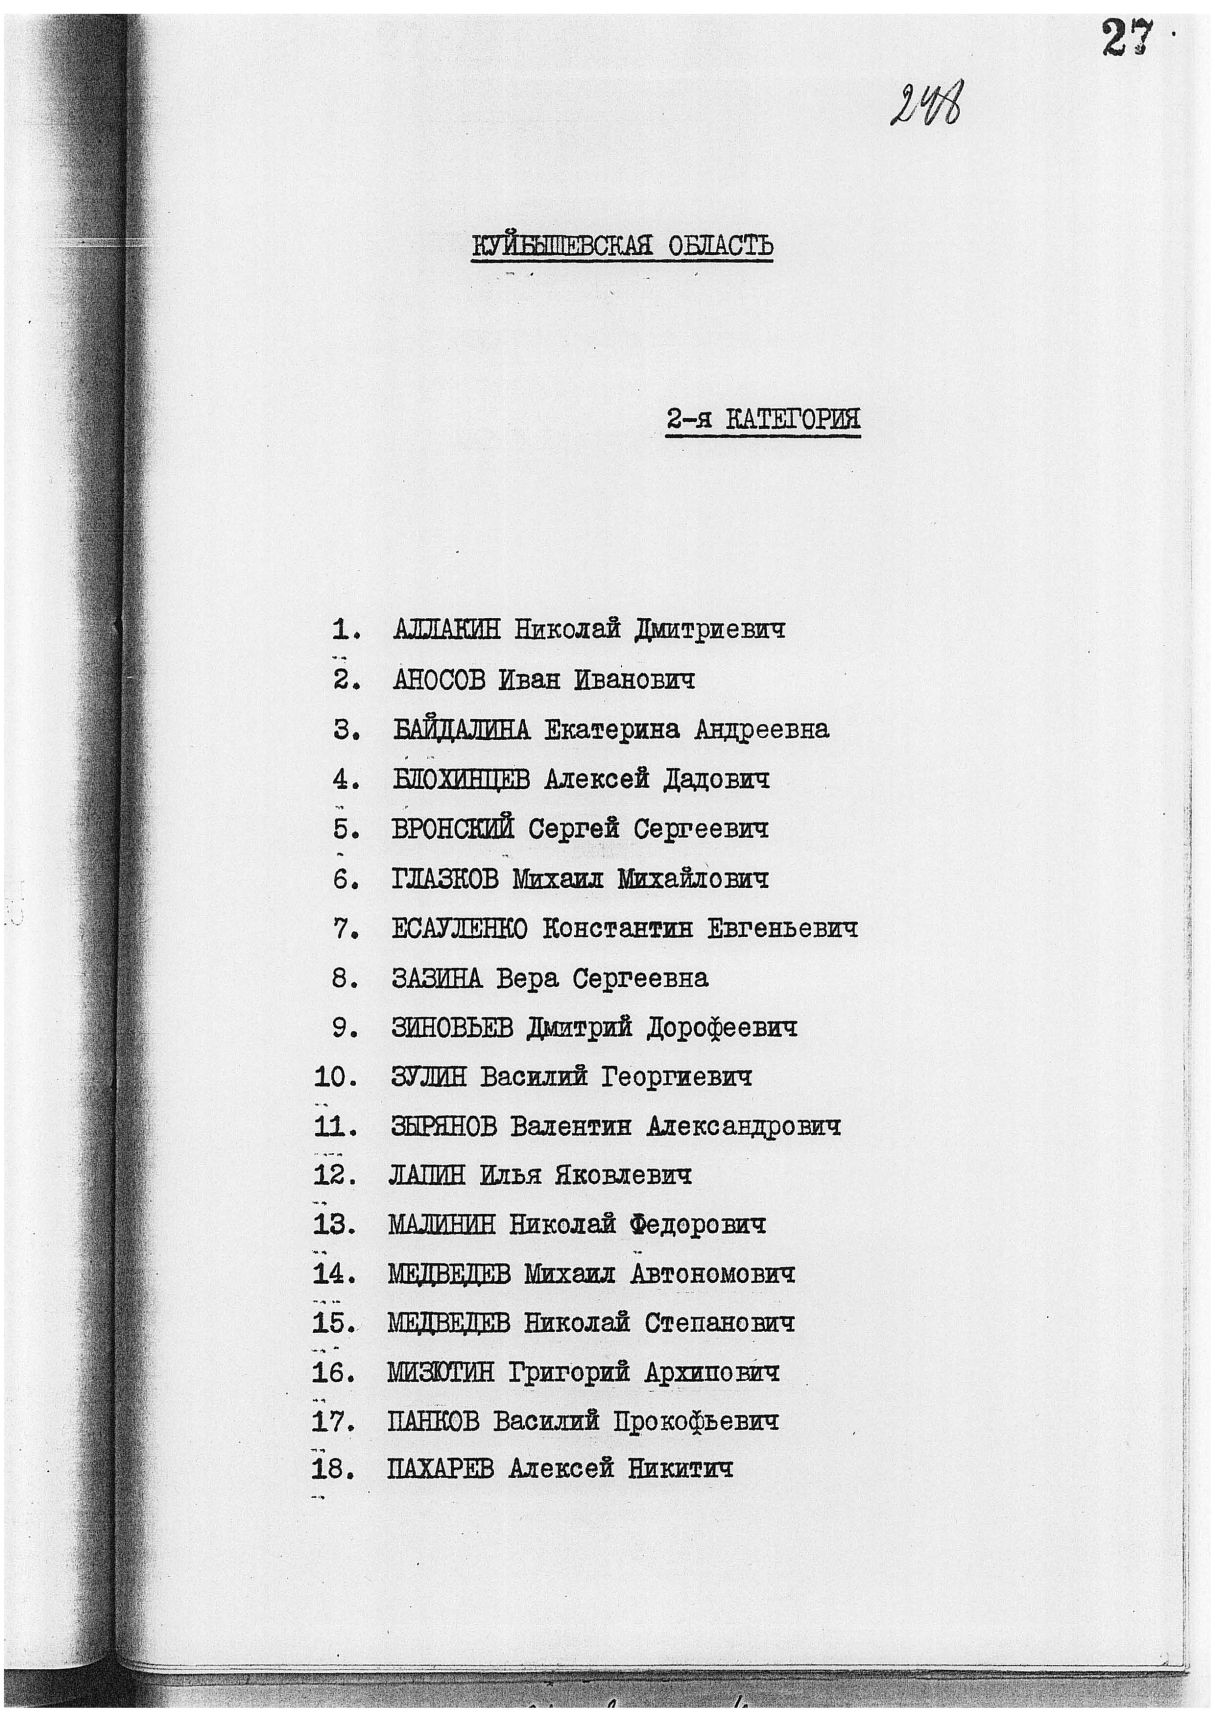 27
248
КУЙБЫШЕВСКАЯ ОБЛАСТЬ
2-я КАТЕГОРИЯ
1. АЛЛАКИН Николай Дмитриевич
2. АНОСОВ Иван Иванович
3. БАЙДАЛИНА Екатерина Андреевна
4. БЛОХИНЦЕВ Алексей Дадович
5. ВРОНСКИЙ Сергей Сергеевич
6. ГЛАЗКОВ Михаил Михайлович
7. ЕСАУЛЕНКО Константин Евгеньевич
8. ЗАЗИНА Вера Сергеевна
9. ЗИНОВЬЕВ Дмитрий Дорофеевич
10. ЗУЛИН Василий Георгиевич
11. ЗЫРЯНОВ Валентин Александрович
12. ЛАПИН Илья Яковлевич
13. МАЛИНИН Николай Федорович
14. МЕДВЕДЕВ Михаил Автономович
15. МЕДВЕДЕВ Николай Степанович
16. МИЗЮТИН Григорий Архипович
17. ПАНКОВ Василий Прокофьевич
18. ПАХАРЕВ Алексей Никитич